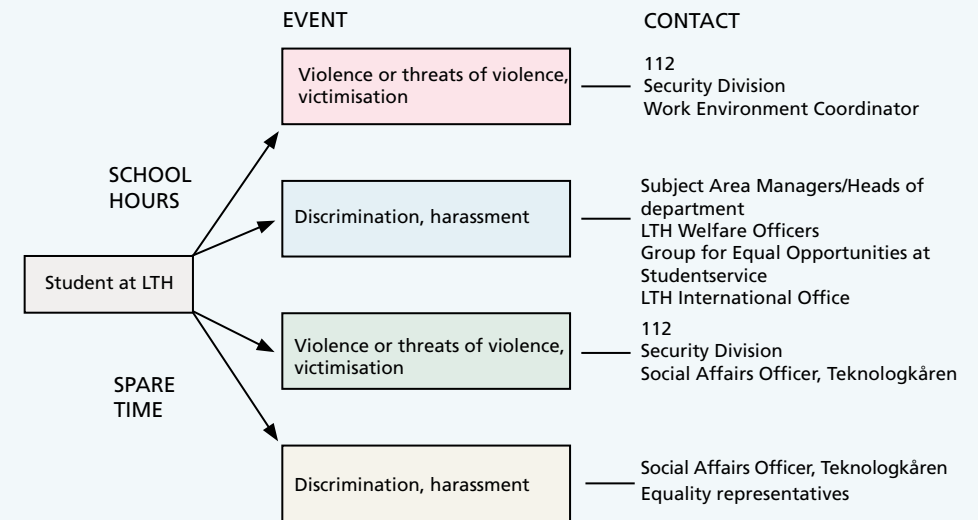 EVENT
CONTACT
Violence or threats of violence,
victimisation
112
Security Division
Work Environment Coordinator
SCHOOL
HOURS
Discrimination, harassment
Subject Area Managers/Heads of
department
LTH Welfare Officers
Group for Equal Opportunities at
Studentservice
LTH International Office
Student at LTH
Violence or threats of violence,
victimisation
112
Security Division
Social Affairs Officer, Teknologkåren
SPARE
TIME
Discrimination, harassment
Social Affairs Officer, Teknologkåren
Equality representatives